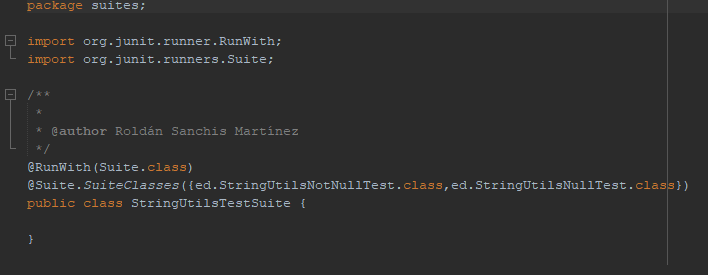 package suites;
import org.junit.runner.RunWith;
import org.junit.runners.Suite;
/**
*
* @author Roldán Sanchis Martínez
*/
@RunWith(Suite.class)
@Suite.SuiteClasses({ed.StringUtilsNotNullTest.class,ed.StringUtilsNullTest.class})
public class StringUtilsTestSuite {
}